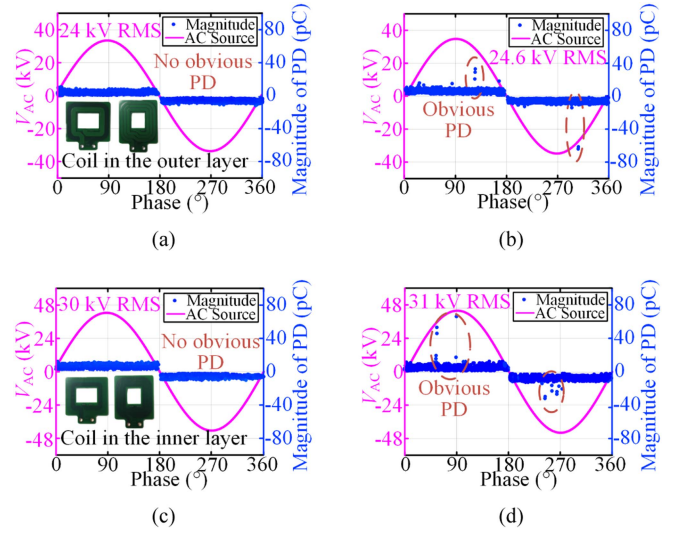 24 kV RMS
Magnitude
AC Source
No obvious
PD
Coil in the outer layer
V_AC (kV)
40
20
0
-20
-40
Magnitude of PD (pC)
80
40
0
-40
-80
0 90 180 270 360
Phase (°)
(a)
Magnitude
AC Source
24.6 kV RMS
Obvious
PD
V_AC (kV)
40
20
0
-20
-40
Magnitude of PD (pC)
80
40
0
-40
-80
0 90 180 270 360
Phase(°)
(b)
30 kV RMS
Magnitude
AC Source
No obvious
PD
Coil in the inner layer
V_AC (kV)
48
24
0
-24
-48
Magnitude of PD (pC)
80
40
0
-40
-80
0 90 180 270 360
Phase (°)
(c)
31 kV RMS
Magnitude
AC Source
Obvious
PD
V_AC (kV)
48
24
0
-24
-48
Magnitude of PD (pC)
80
40
0
-40
-80
0 90 180 270 360
Phase (°)
(d)